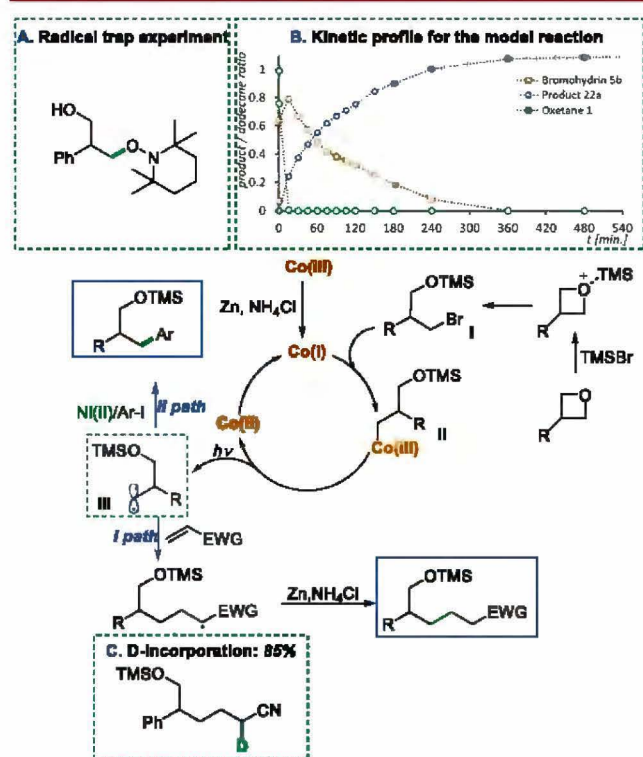 A. Radical trap experiment
HO
Ph
O
N
B. Kinetic profile for the model reaction
product / dodecane ratio
1
0.8
0.6
0.4
0.2
0
0
60
120
180
240
300
360
420
480
540
t [min.]
Bromohydrin 5b
Product 22a
Oxetane 1
Co(III)
Zn, NH4Cl
Co(I)
OTMS
R
Ar
OTMS
R
Br
I
+
O
TMS
R
TMSBr
O
R
Ni(II)/Ar-I
II path
Co(II)
hν
OTMS
R
Co(III)
II
TMSO
R
III
I path
EWG
OTMS
R
EWG
Zn,NH4Cl
OTMS
R
EWG
C. D-incorporation: 85%
TMSO
Ph
CN
D